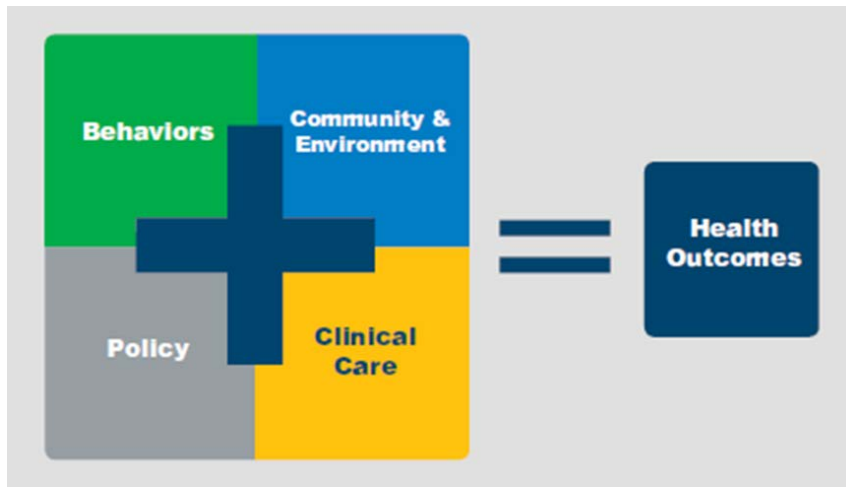 Behaviors
Community &
Environment
Health
Outcomes
Policy
Clinical
Care